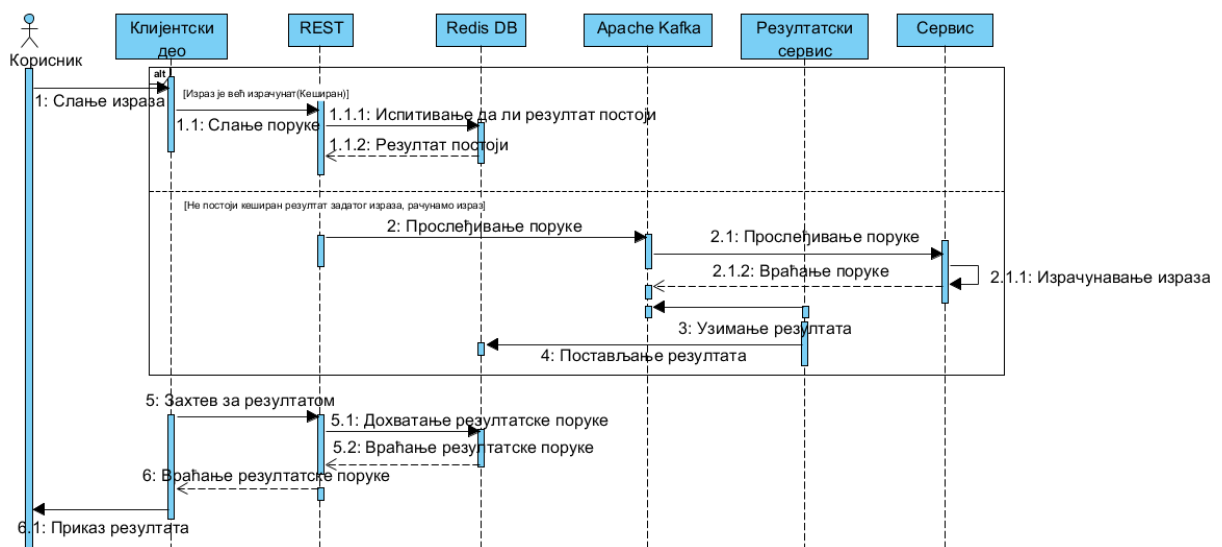 Корисник
Клијентски
део
REST
Redis DB
Apache Kafka
Резултатски
сервис
Сервис
alt
[Израз је већ израчунат(Кеширан)]
1: Слање израза
1.1: Слање поруке
1.1.1: Испитивање да ли резултат постоји
1.1.2: Резултат постоји
[Не постоји кеширан резултат задатог израза, рачунамо израз]
2: Прослеђивање поруке
2.1: Прослеђивање поруке
2.1.2: Враћање поруке
2.1.1: Израчунавање израза
3: Узимање резултата
4: Постављање резултата
5: Захтев за резултатом
5.1: Дохватање резултатске поруке
5.2: Враћање резултатске поруке
6: Враћање резултатске поруке
6.1: Приказ резултата